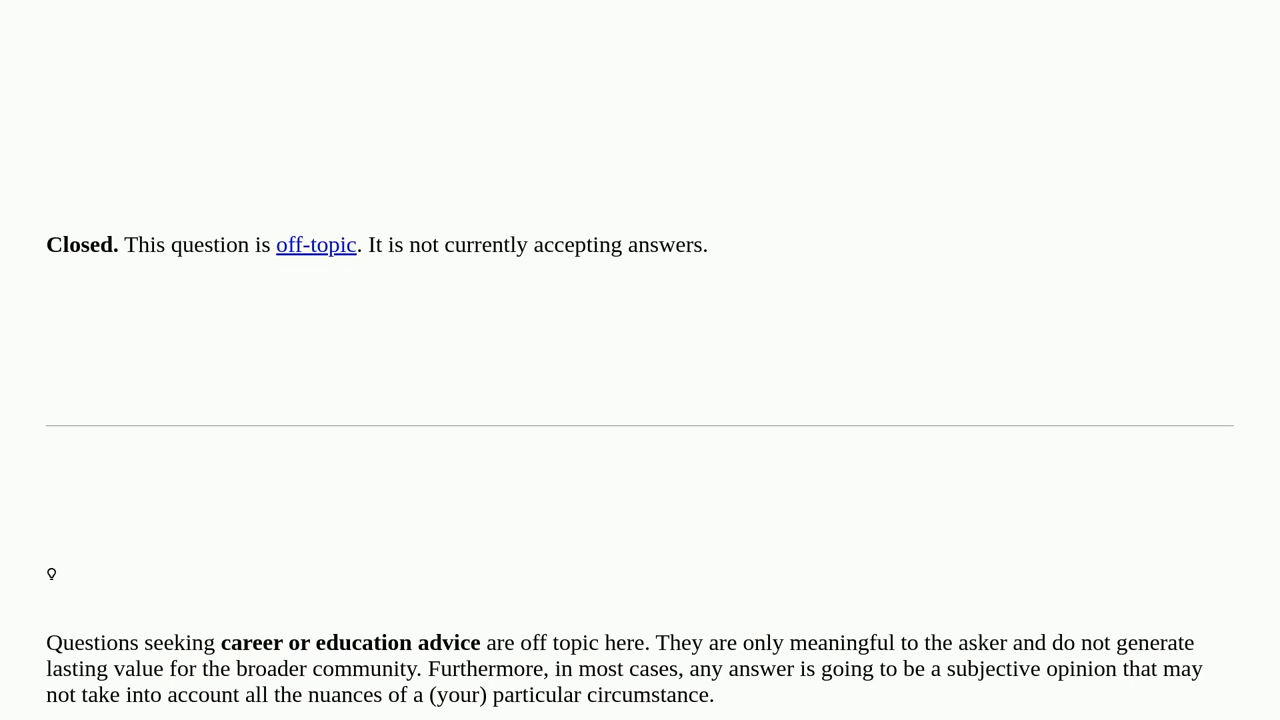 Closed. This question is off-topic. It is not currently accepting answers.
Questions seeking career or education advice are off topic here. They are only meaningful to the asker and do not generate
lasting value for the broader community. Furthermore, in most cases, any answer is going to be a subjective opinion that may
not take into account all the nuances of a (your) particular circumstance.